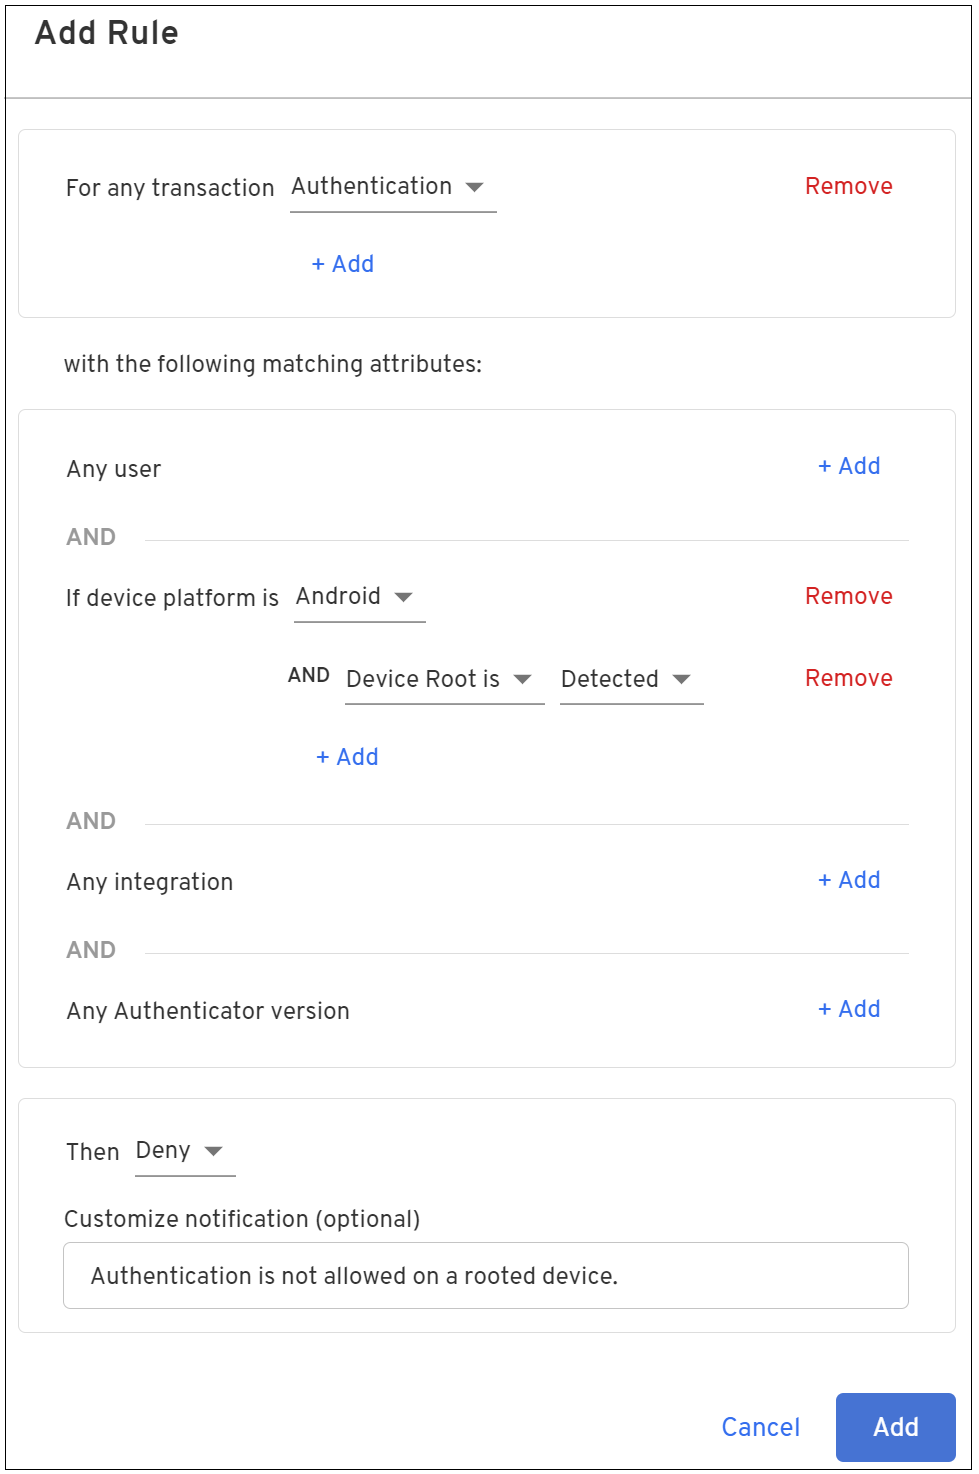 Add Rule
For any transaction Authentication Remove
+ Add
with the following matching attributes:
Any user + Add
AND
If device platform is Android Remove
AND Device Root is Detected Remove
+ Add
AND
Any integration + Add
AND
Any Authenticator version + Add
Then Deny
Customize notification (optional)
Authentication is not allowed on a rooted device.
Cancel Add